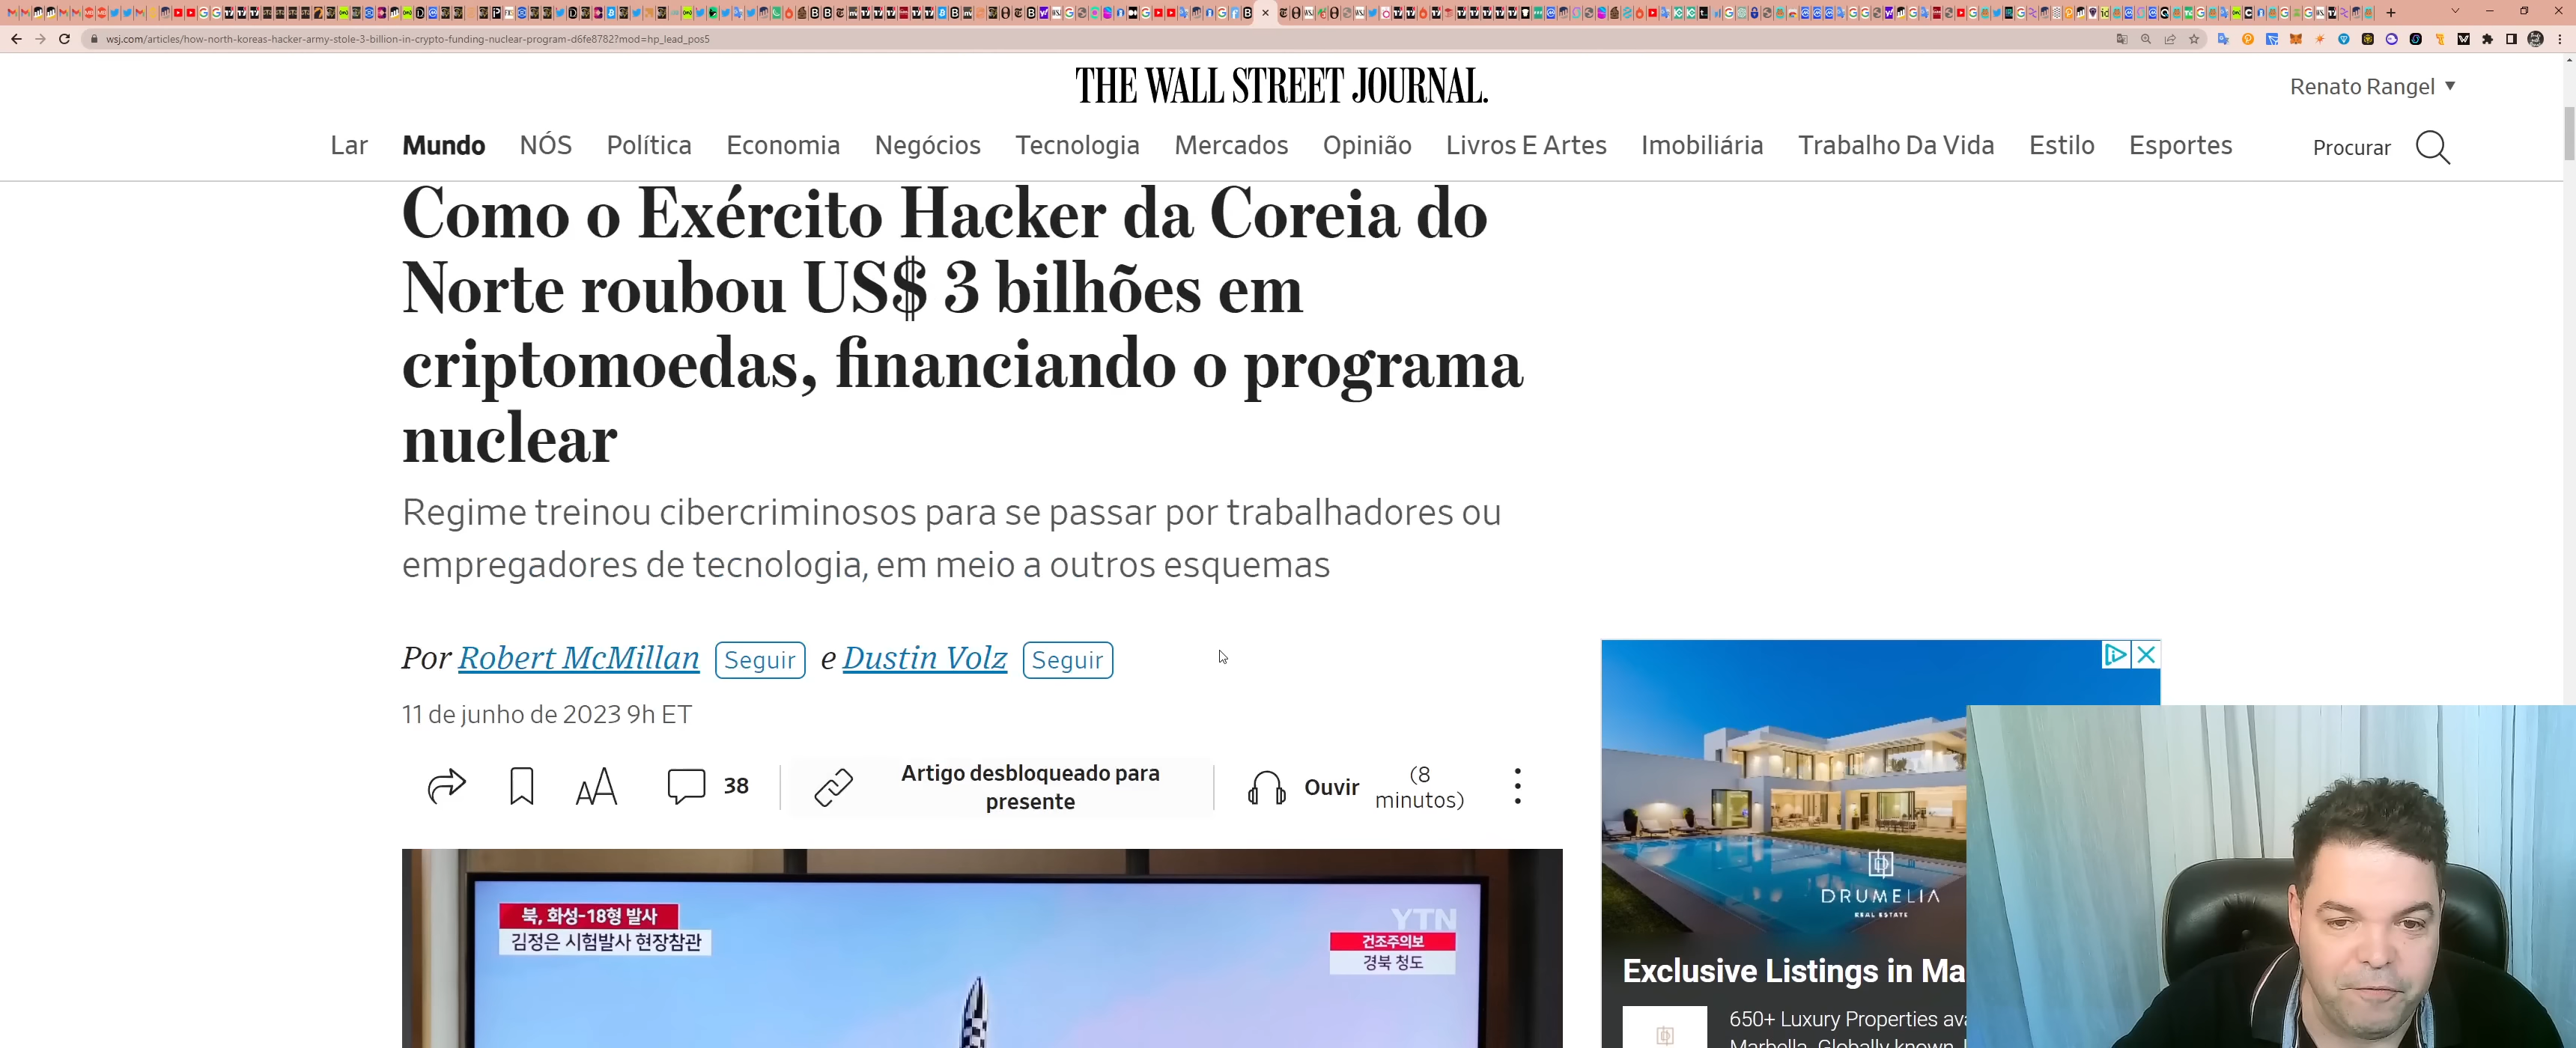 wsj.com/articles/how-north-koreas-hacker-army-stole-3-billion-in-crypto-funding-nuclear-program-d6fe8782?mod=hp_lead_pos5
THE WALL STREET JOURNAL.
Renato Rangel
Lar Mundo NÓS Política Economia Negócios Tecnologia Mercados Opinião Livros E Artes Imobiliária Trabalho Da Vida Estilo Esportes Procurar
Como o Exército Hacker da Coreia do
Norte roubou US$ 3 bilhões em
criptomoedas, financiando o programa
nuclear
Regime treinou cibercriminosos para se passar por trabalhadores ou
empregadores de tecnologia, em meio a outros esquemas
Por Robert McMillan Seguir e Dustin Volz Seguir
11 de junho de 2023 9h ET
38
Artigo desbloqueado para
presente
Ouvir
(8
minutos)
북, 화성-18형 발사
김정은 시험발사 현장참관
YTN
건조주의보
경북 청도
DRUMELIA
REAL ESTATE
Exclusive Listings in Ma
650+ Luxury Properties ava
Marbella. Globally known